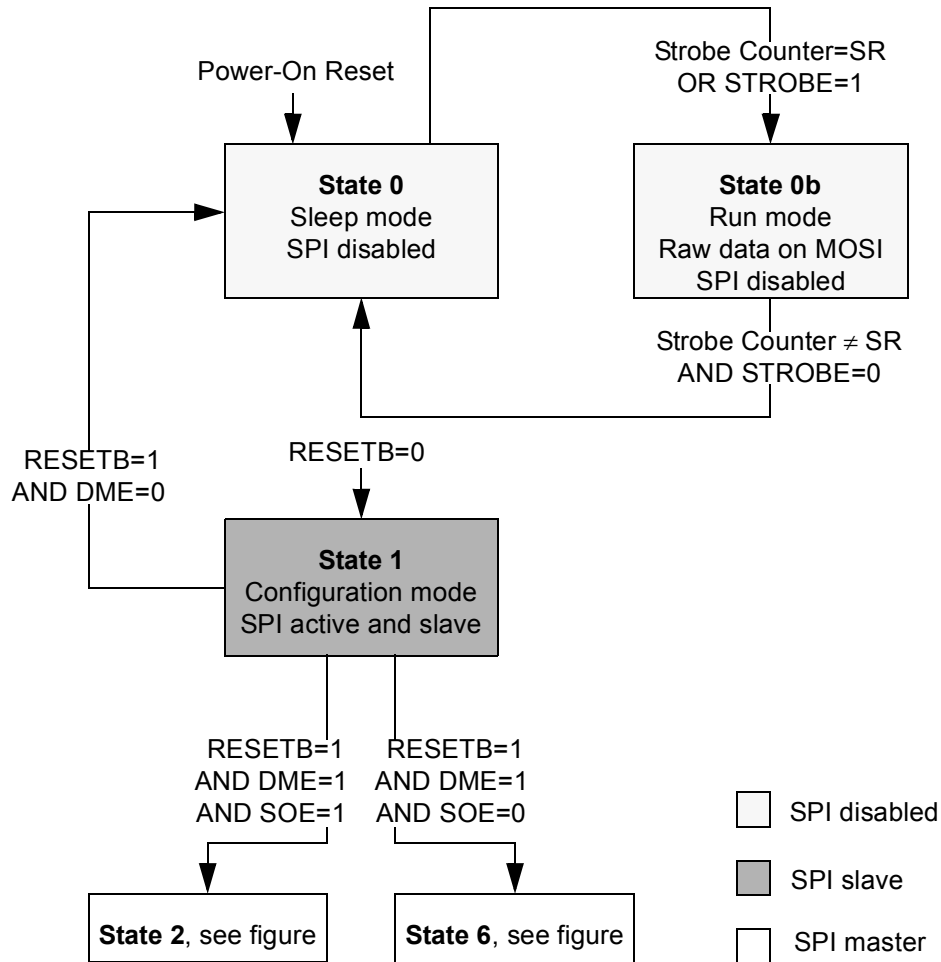 Power-On Reset
Strobe Counter=SR
OR STROBE=1
State 0
Sleep mode
SPI disabled
State 0b
Run mode
Raw data on MOSI
SPI disabled
Strobe Counter ≠ SR
AND STROBE=0
RESETB=1
AND DME=0
RESETB=0
State 1
Configuration mode
SPI active and slave
RESETB=1
AND DME=1
AND SOE=1
RESETB=1
AND DME=1
AND SOE=0
State 2, see figure
State 6, see figure
SPI disabled
SPI slave
SPI master